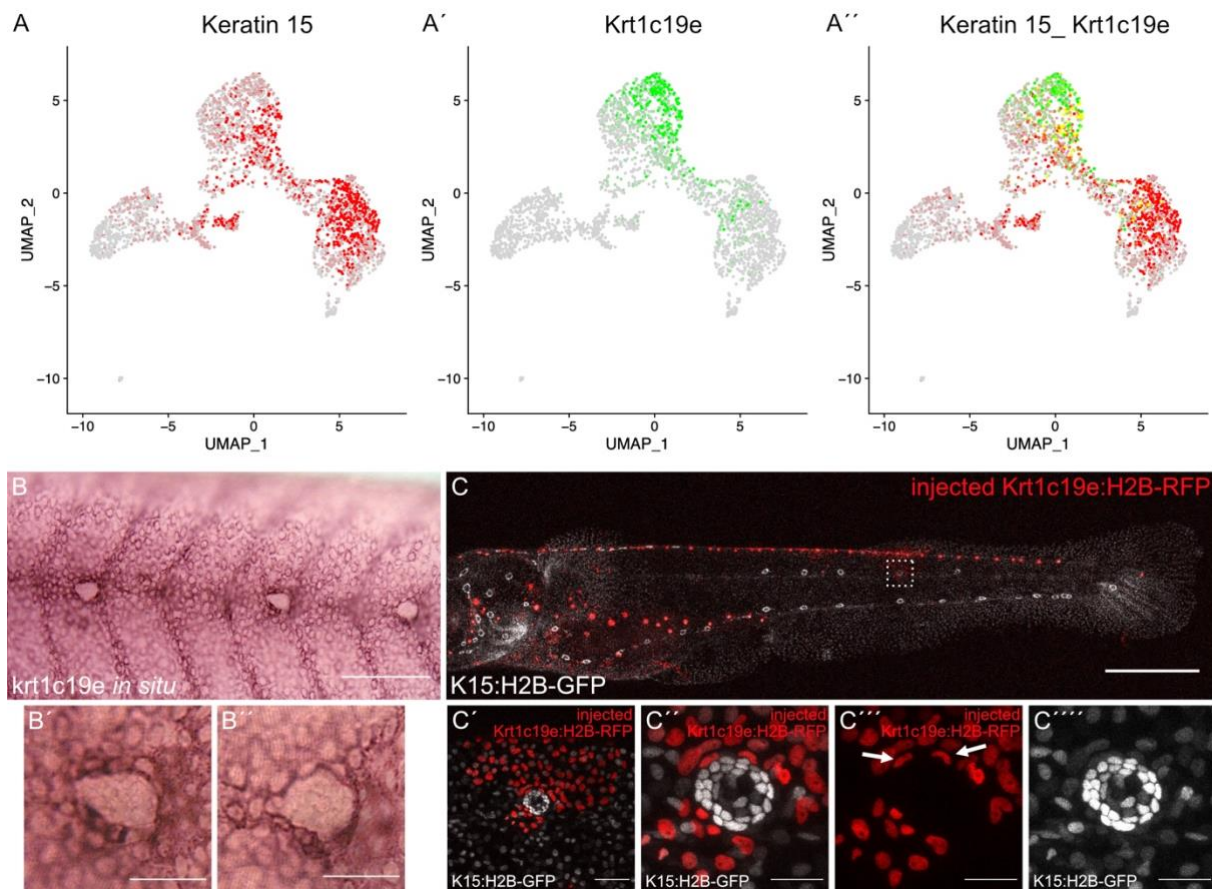 A Keratin 15
A´ Krt1c19e
A´´ Keratin 15_ Krt1c19e
UMAP_2
5
0
−5
−10
−10 −5 0 5
UMAP_1
UMAP_2
5
0
−5
−10
−10 −5 0 5
UMAP_1
UMAP_2
5
0
−5
−10
−10 −5 0 5
UMAP_1
B
krt1c19e in situ
C
injected Krt1c19e:H2B-RFP
K15:H2B-GFP
B´
B´´
C´
injected
Krt1c19e:H2B-RFP
K15:H2B-GFP
C´´
injected
Krt1c19e:H2B-RFP
K15:H2B-GFP
C´´´
injected
Krt1c19e:H2B-RFP
C´´´´
K15:H2B-GFP